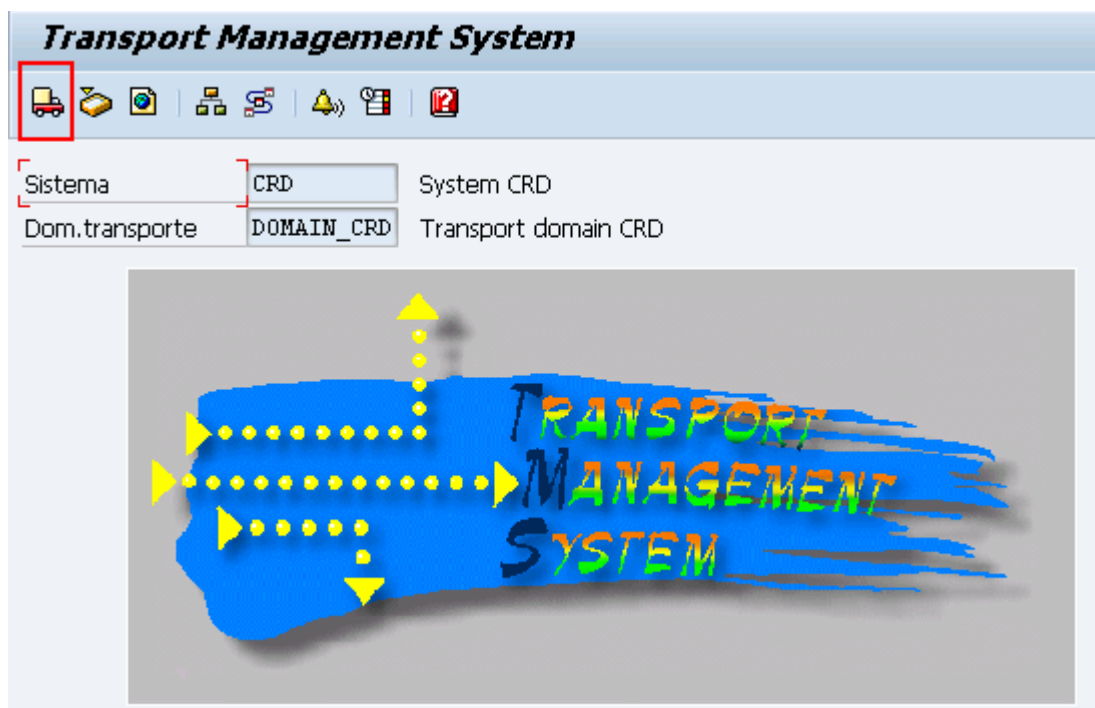 Transport Management System
Sistema CRD System CRD
Dom.transporte DOMAIN_CRD Transport domain CRD
TRANSPORT
MANAGEMENT
SYSTEM